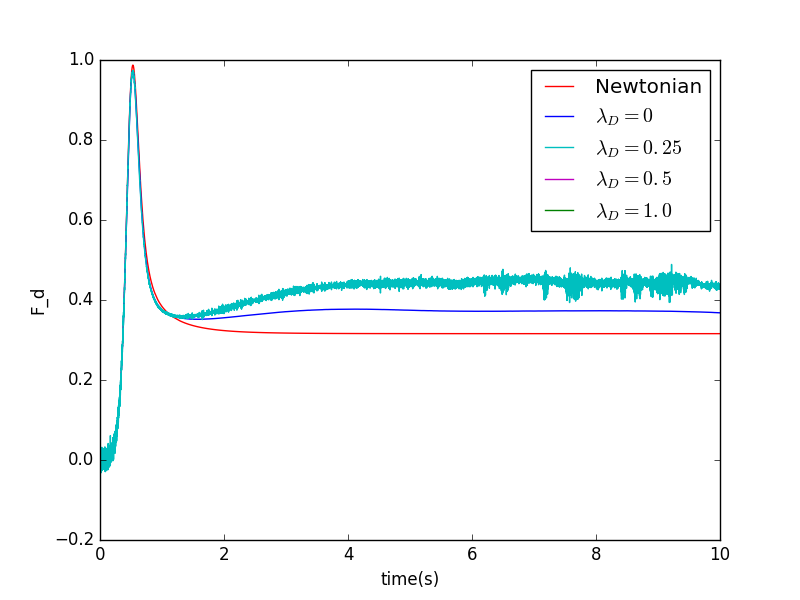 1.0
0.8
0.6
0.4
0.2
0.0
−0.2
F_d
0 2 4 6 8 10
time(s)
Newtonian
λ_D = 0
λ_D = 0.25
λ_D = 0.5
λ_D = 1.0